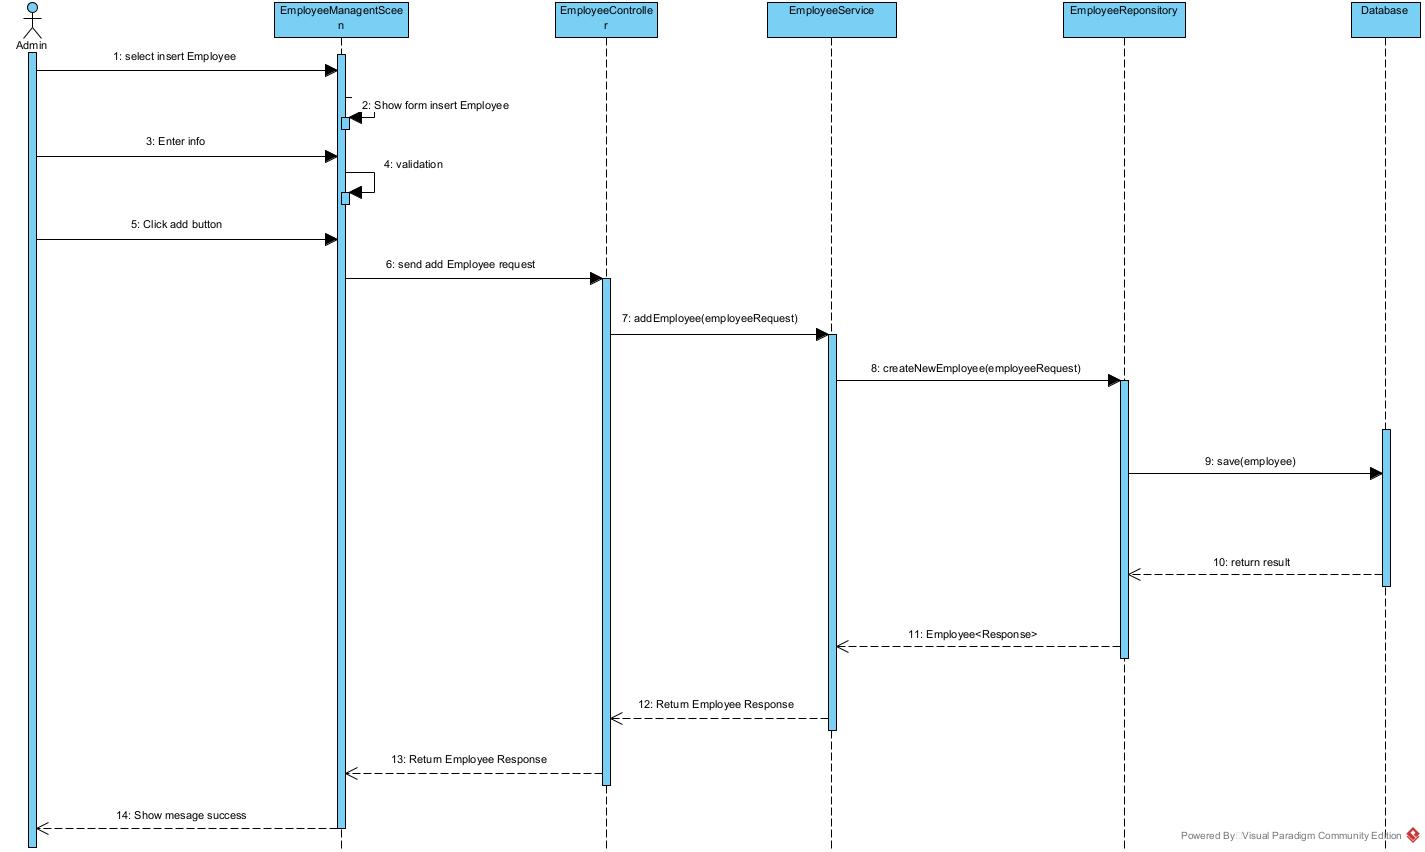 EmployeeManagentScee
n
EmployeeControlle
r
EmployeeService
EmployeeReponsitory
Database
Admin
1: select insert Employee
2: Show form insert Employee
3: Enter info
4: validation
5: Click add button
6: send add Employee request
7: addEmployee(employeeRequest)
8: createNewEmployee(employeeRequest)
9: save(employee)
10: return result
11: Employee<Response>
12: Return Employee Response
13: Return Employee Response
14: Show mesage success
Powered By Visual Paradigm Community Edition